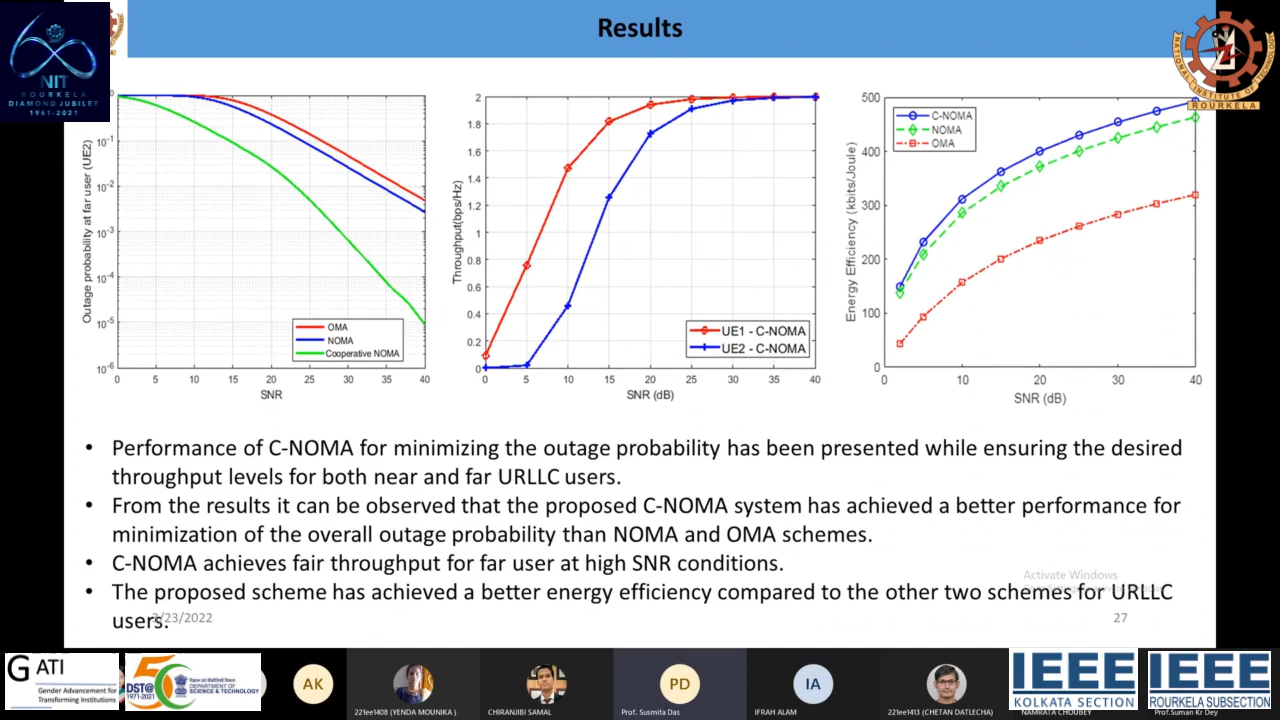 Results
NIT
ROURKELA
DIAMOND JUBILEE
1961-2021
NATIONAL INSTITUTE OF TECHNOLOGY
ROURKELA
Outage probability at far user (UE2)
10-1
10-2
10-3
10-4
10-5
10-6
0 5 10 15 20 25 30 35 40
SNR
OMA
NOMA
Cooperative NOMA
Throughput(bps/Hz)
2
1.8
1.6
1.4
1.2
1
0.8
0.6
0.4
0.2
0
0 5 10 15 20 25 30 35 40
SNR (dB)
UE1 - C-NOMA
UE2 - C-NOMA
Energy Efficiency (kbits/Joule)
500
400
300
200
100
0
0 10 20 30 40
SNR (dB)
C-NOMA
NOMA
OMA
• Performance of C-NOMA for minimizing the outage probability has been presented while ensuring the desired
throughput levels for both near and far URLLC users.
• From the results it can be observed that the proposed C-NOMA system has achieved a better performance for
minimization of the overall outage probability than NOMA and OMA schemes.
• C-NOMA achieves fair throughput for far user at high SNR conditions.
Activate Windows
• The proposed scheme has achieved a better energy efficiency compared to the other two schemes for URLLC
users.
/23/2022
27
GATI
Gender Advancement for
Transforming Institutions
DST@
1971-2021
DEPARTMENT OF
SCIENCE & TECHNOLOGY
AK
221ee1408 (YENDA MOUNIKA )
CHIRANJIBI SAMAL
PD
Prof. Susmita Das
IA
IFRAH ALAM
221ee1413 (CHETAN DATLECHA)
NAMRATA CHOUBEY
Prof.Suman Kr Dey
IEEE
KOLKATA SECTION
IEEE
ROURKELA SUBSECTION